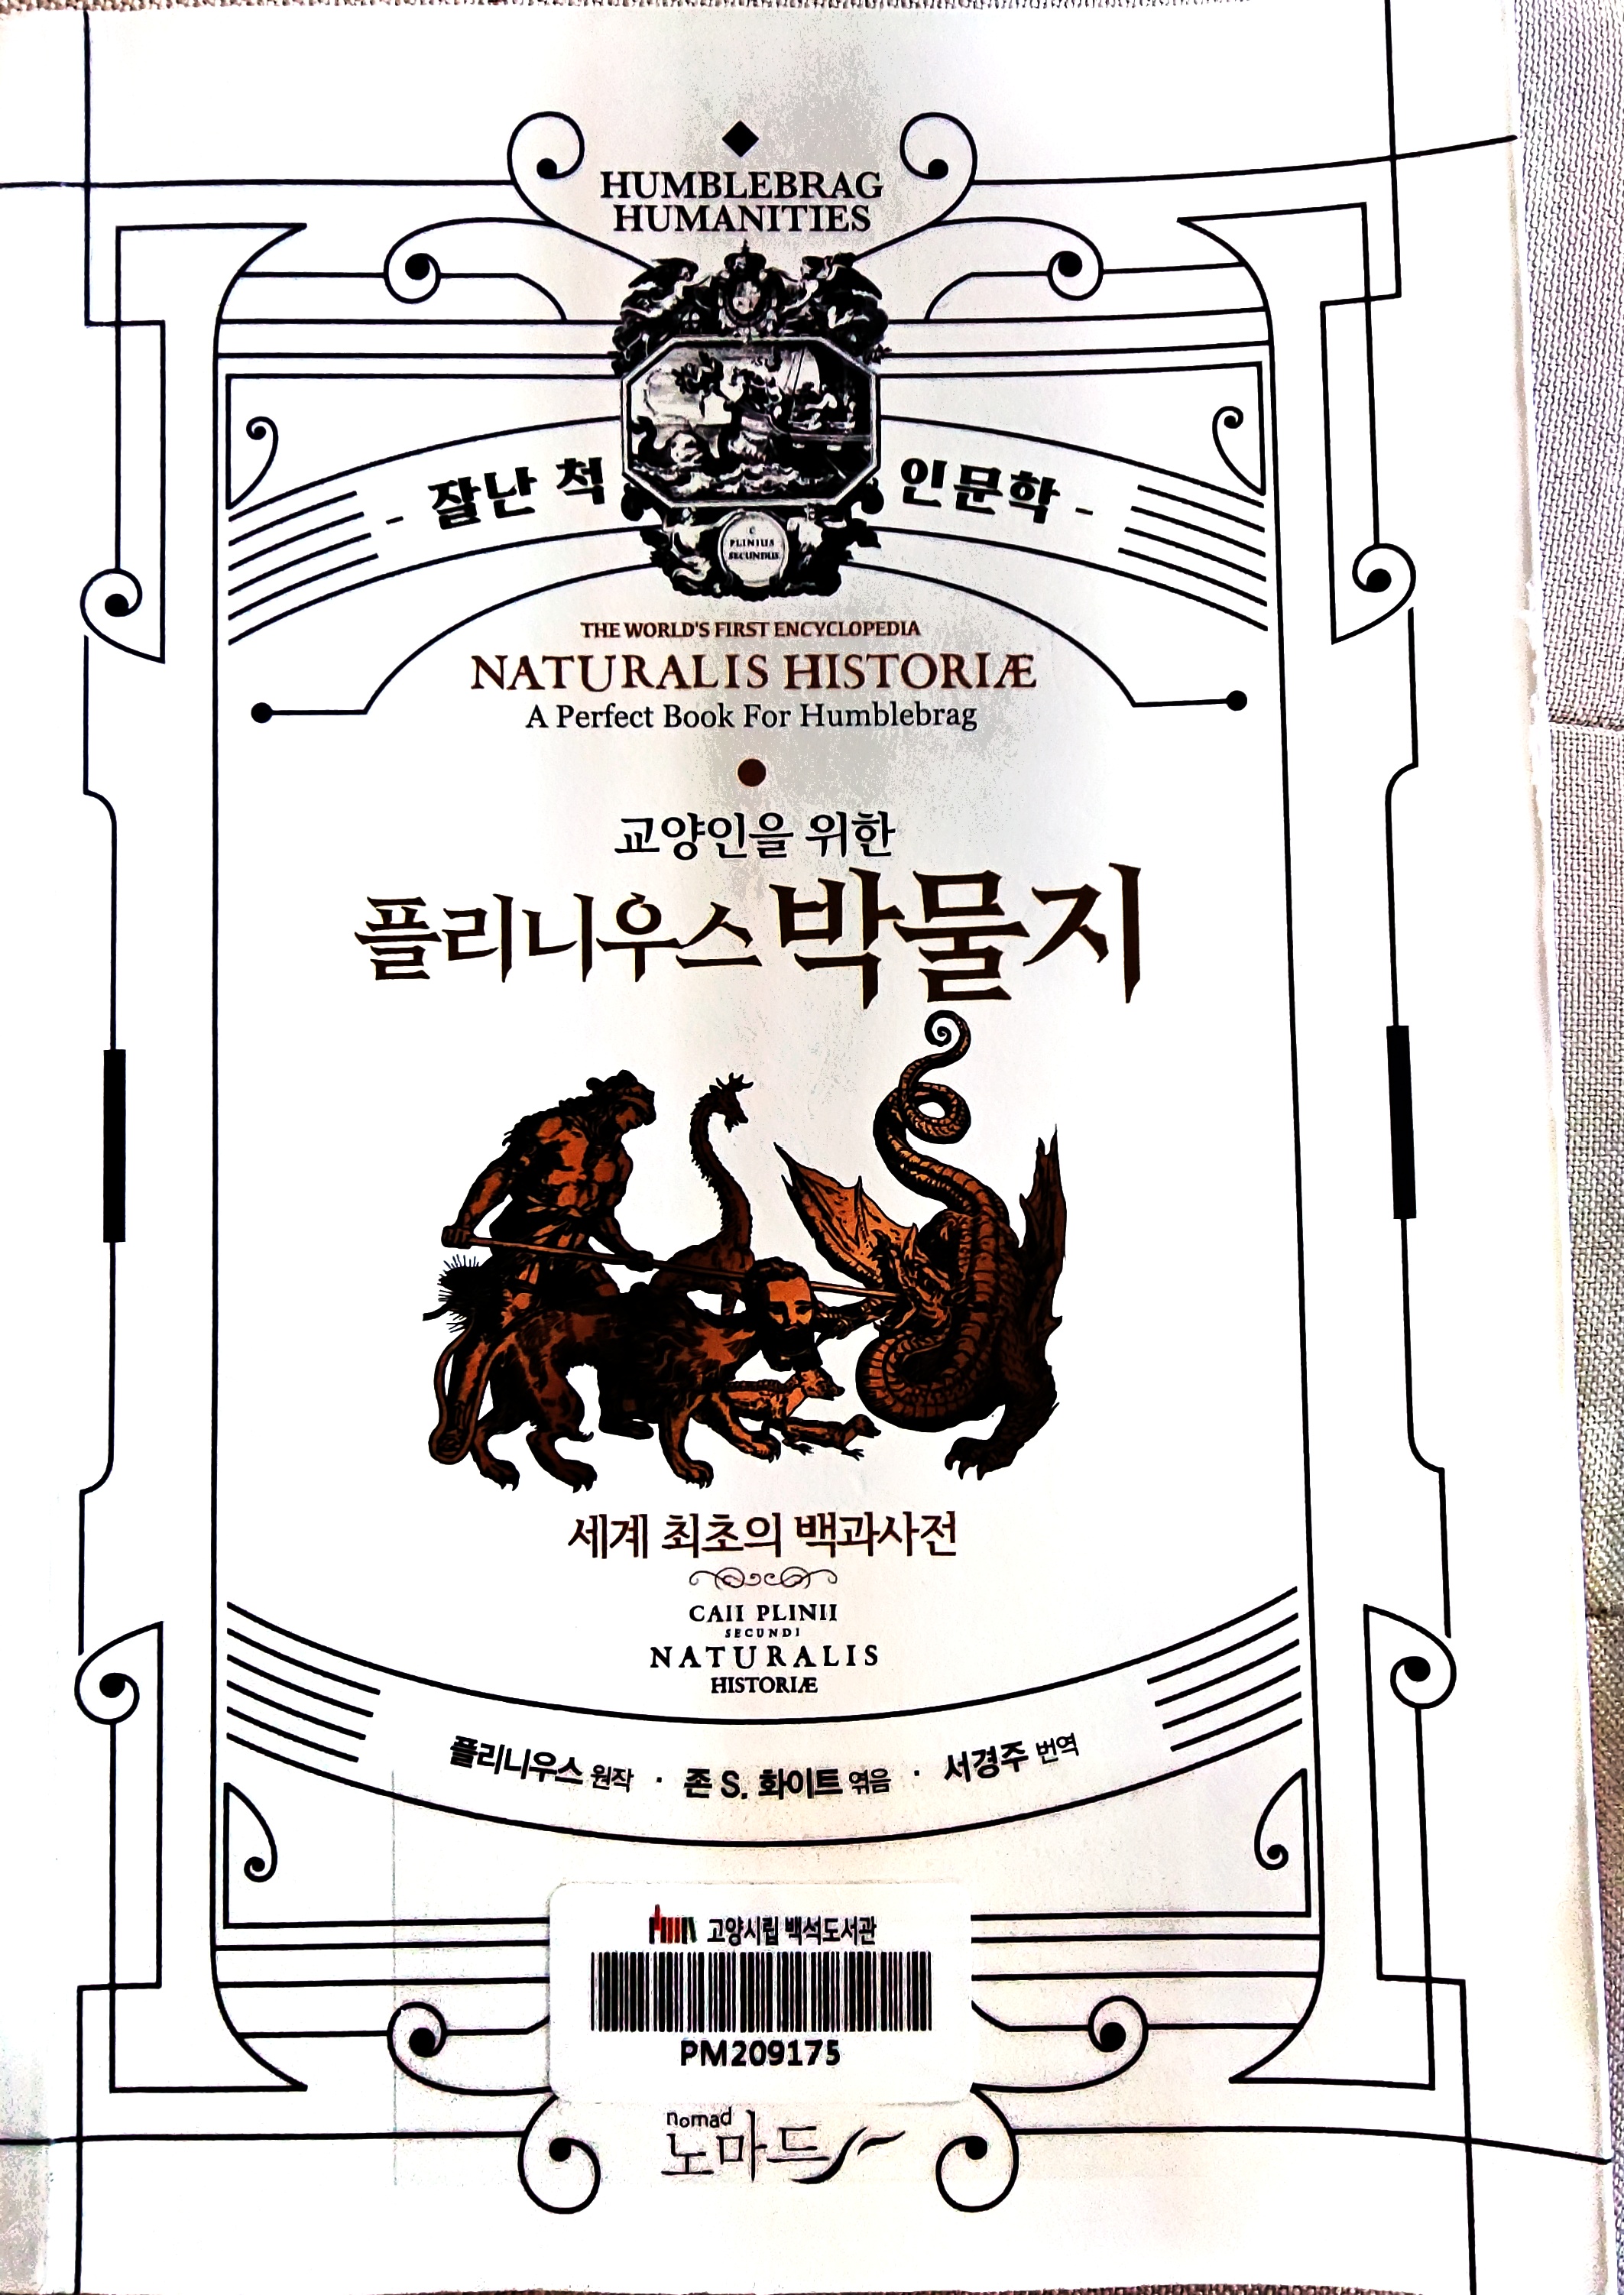 HUMBLEBRAG
HUMANITIES
- 잘난 척 인문학 -
C
PLINIUS
SECUNDUS
THE WORLD'S FIRST ENCYCLOPEDIA
NATURALIS HISTORIÆ
A Perfect Book For Humblebrag
교양인을 위한
플리니우스 박물지
세계 최초의 백과사전
CAII PLINII
SECUNDI
NATURALIS
HISTORIÆ
플리니우스 원작 · 존 S. 화이트 엮음 · 서경주 번역
고양시립 백석도서관
PM209175
nomad
노마드